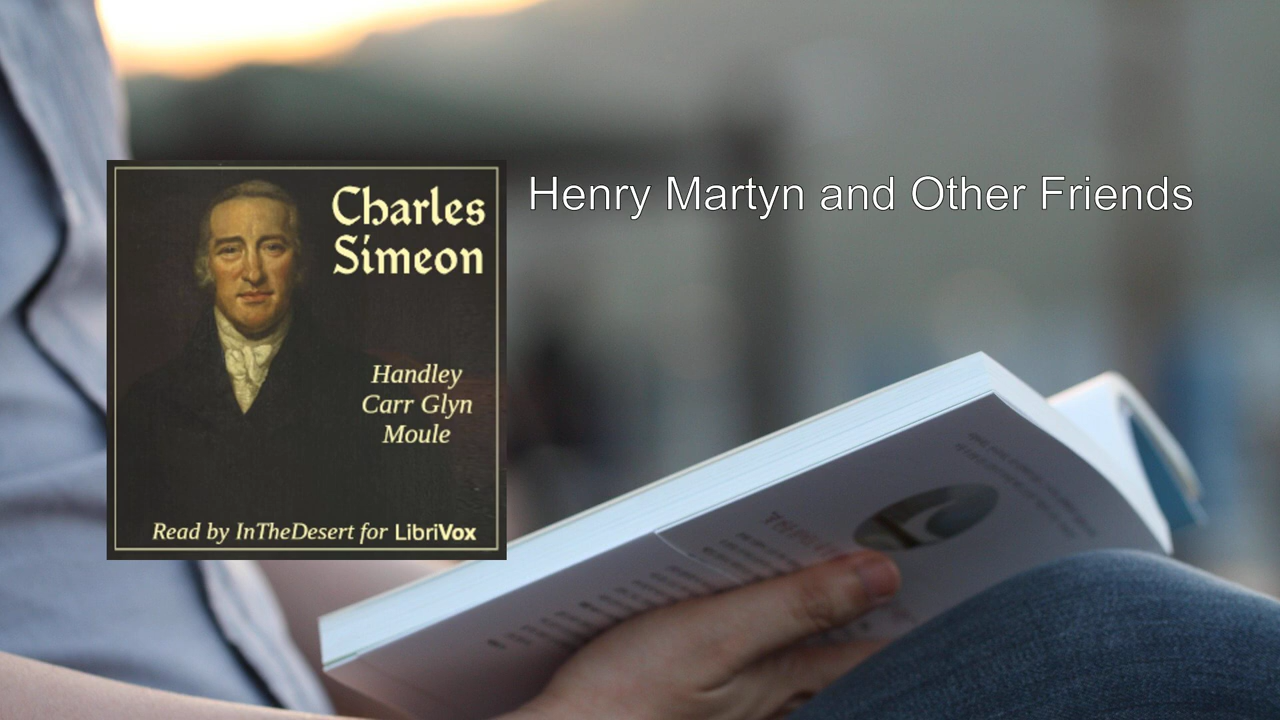 Charles
Simeon
Henry Martyn and Other Friends
Handley
Carr Glyn
Moule
Read by InTheDesert for LibriVox